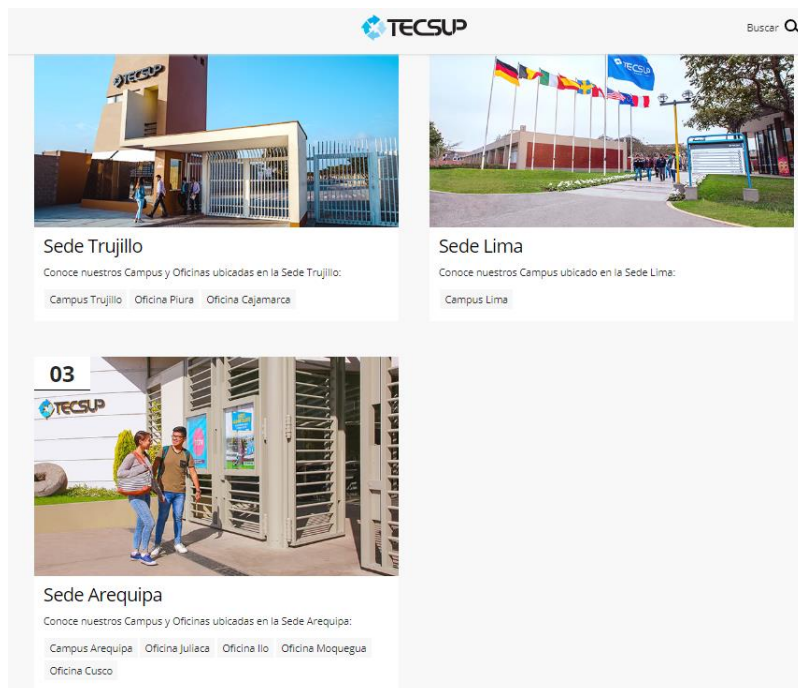 TECSUP
Buscar
TECSUP
TECSUP
Sede Trujillo
Conoce nuestros Campus y Oficinas ubicadas en la Sede Trujillo:
Campus Trujillo Oficina Piura Oficina Cajamarca
Sede Lima
Conoce nuestros Campus ubicado en la Sede Lima:
Campus Lima
03
TECSUP
Sede Arequipa
Conoce nuestros Campus y Oficinas ubicadas en la Sede Arequipa:
Campus Arequipa Oficina Juliaca Oficina Ilo Oficina Moquegua
Oficina Cusco